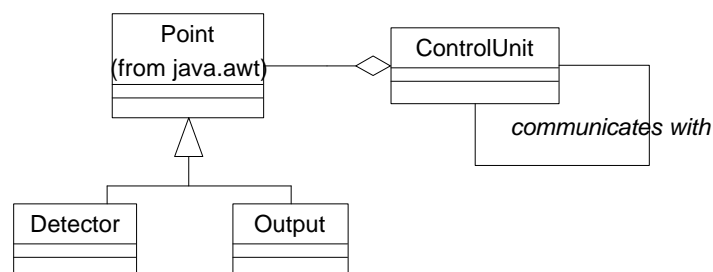 Point
(from java.awt)
ControlUnit
communicates with
Detector
Output